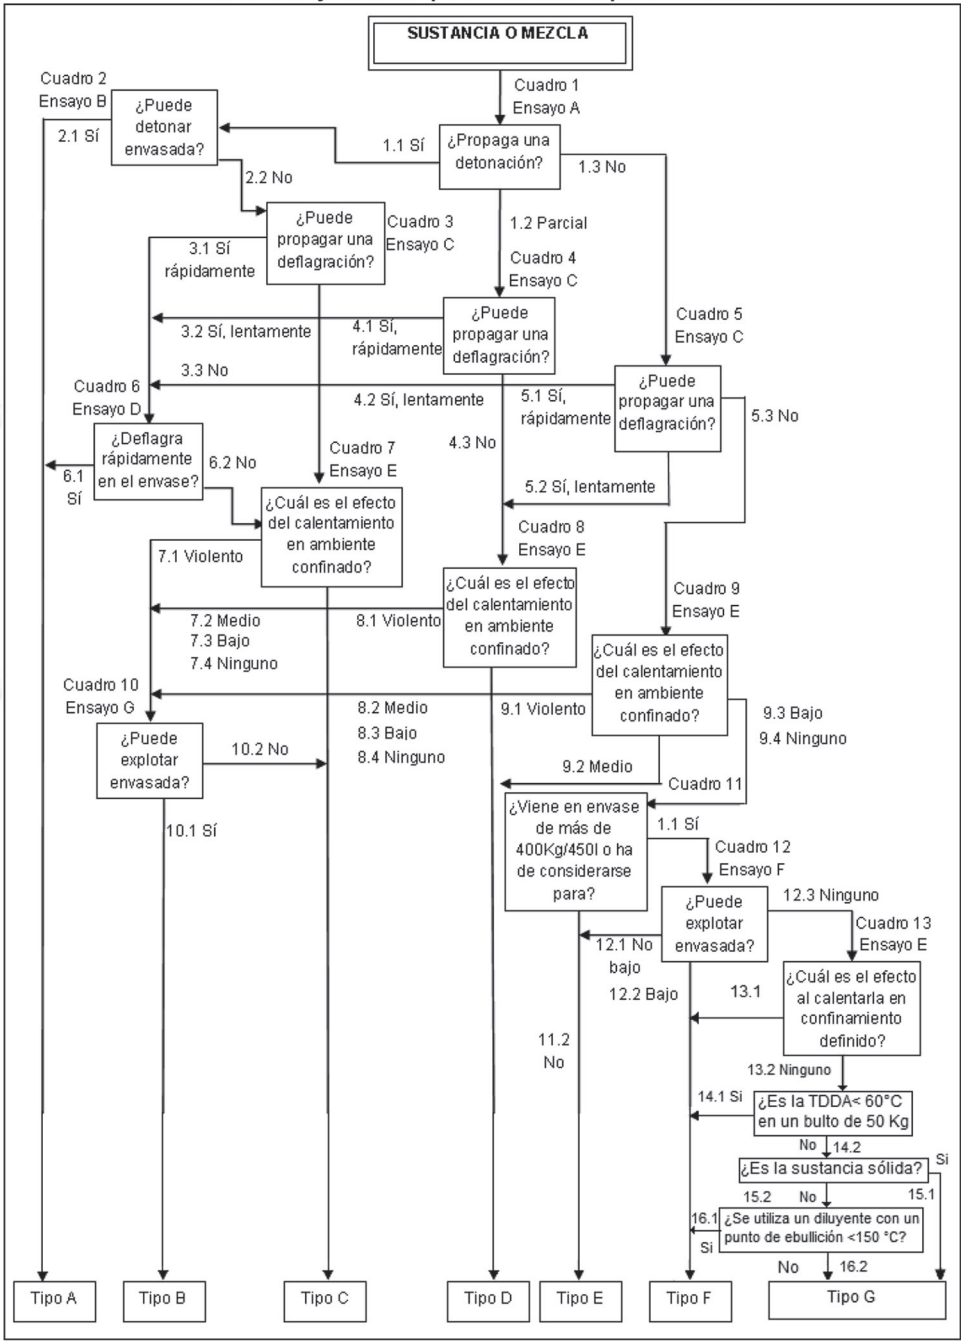 SUSTANCIA O MEZCLA
Cuadro 1
Ensayo A
Cuadro 2
Ensayo B
¿Puede
detonar
envasada?
2.1 Sí
1.1 Sí
¿Propaga una
detonación?
1.3 No
2.2 No
1.2 Parcial
¿Puede
propagar una
deflagración?
Cuadro 3
Ensayo C
3.1 Sí
rápidamente
Cuadro 4
Ensayo C
¿Puede
propagar una
deflagración?
3.2 Sí, lentamente
4.1 Sí,
rápidamente
Cuadro 5
Ensayo C
3.3 No
4.2 Sí, lentamente
5.1 Sí,
rápidamente
¿Puede
propagar una
deflagración?
5.3 No
Cuadro 6
Ensayo D
¿Deflagra
rápidamente
en el envase?
6.1
Sí
6.2 No
4.3 No
Cuadro 7
Ensayo E
5.2 Sí, lentamente
¿Cuál es el efecto
del calentamiento
en ambiente
confinado?
Cuadro 8
Ensayo E
7.1 Violento
¿Cuál es el efecto
del calentamiento
en ambiente
confinado?
Cuadro 9
Ensayo E
7.2 Medio
7.3 Bajo
7.4 Ninguno
8.1 Violento
¿Cuál es el efecto
del calentamiento
en ambiente
confinado?
Cuadro 10
Ensayo G
8.2 Medio
8.3 Bajo
8.4 Ninguno
9.1 Violento
9.3 Bajo
9.4 Ninguno
¿Puede
explotar
envasada?
10.2 No
9.2 Medio
Cuadro 11
10.1 Sí
¿Viene en envase
de más de
400Kg/450l o ha
de considerarse
para?
1.1 Sí
Cuadro 12
Ensayo F
¿Puede
explotar
envasada?
12.3 Ninguno
Cuadro 13
Ensayo E
12.1 No
bajo
12.2 Bajo
13.1
¿Cuál es el efecto
al calentarla en
confinamiento
definido?
11.2
No
13.2 Ninguno
14.1 Si
¿Es la TDDA< 60°C
en un bulto de 50 Kg
No
14.2
¿Es la sustancia sólida?
Si
15.1
15.2
No
16.1
Si
¿Se utiliza un diluyente con un
punto de ebullición <150 °C?
No
16.2
Tipo A
Tipo B
Tipo C
Tipo D
Tipo E
Tipo F
Tipo G